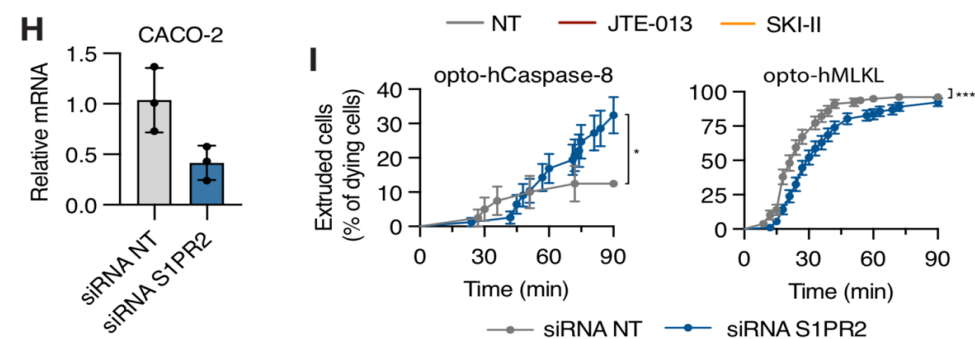 H
CACO-2
Relative mRNA
1.5
1.0
0.5
0.0
siRNA NT
siRNA S1PR2
NT
JTE-013
SKI-II
I
opto-hCaspase-8
Extruded cells
(% of dying cells)
40
30
20
10
0
*
0 30 60 90
Time (min)
opto-hMLKL
100
75
50
25
0
***
0 30 60 90
Time (min)
siRNA NT
siRNA S1PR2